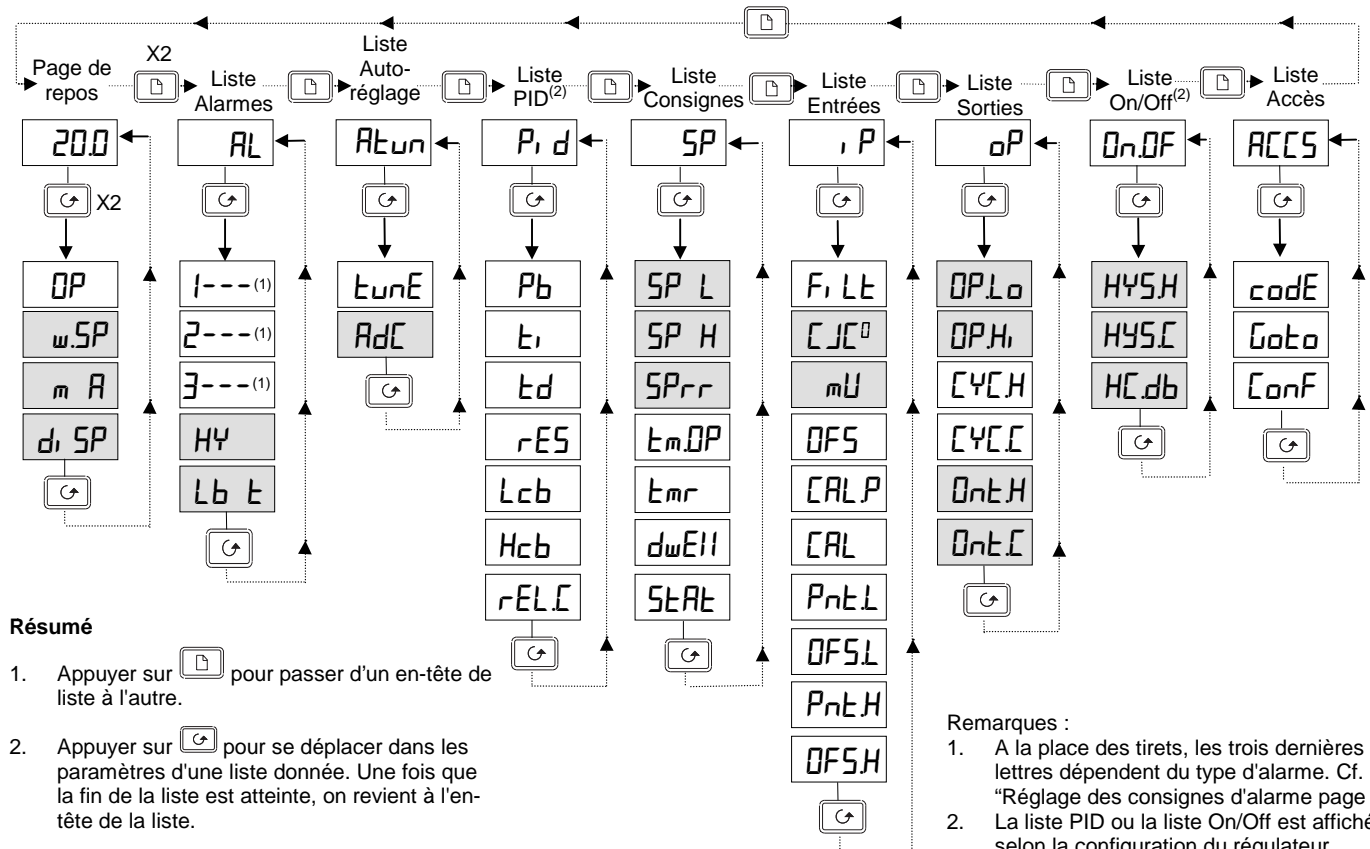 Page de
repos
X2
Liste
Alarmes
Liste
Auto-
réglage
Liste
PID(2)
Liste
Consignes
Liste
Entrées
Liste
Sorties
Liste
On/Off(2)
Liste
Accès
20.0
AL
Atun
Pid
SP
iP
oP
On.OF
ACCS
X2
OP
w.SP
m A
diSP
1---(1)
2---(1)
3---(1)
HY
Lb t
tunE
AdC
Pb
ti
td
rES
Lcb
Hcb
rEL.C
SP L
SP H
SPrr
tm.OP
tmr
dwEll
StAt
FiLt
CJC°
mU
OFS
CAL.P
CAL
Pnt.L
OFS.L
Pnt.H
OFS.H
OP.Lo
OP.Hi
CYC.H
CYC.C
Ont.H
Ont.C
HYS.H
HYS.C
HC.db
codE
Goto
ConF
Résumé
1. Appuyer sur pour passer d'un en-tête de
liste à l'autre.
2. Appuyer sur pour se déplacer dans les
paramètres d'une liste donnée. Une fois que
la fin de la liste est atteinte, on revient à l'en-
tête de la liste.
Remarques :
1. A la place des tirets, les trois dernières
lettres dépendent du type d'alarme. Cf.
“Réglage des consignes d'alarme page
2. La liste PID ou la liste On/Off est affiché
selon la configuration du régulateur